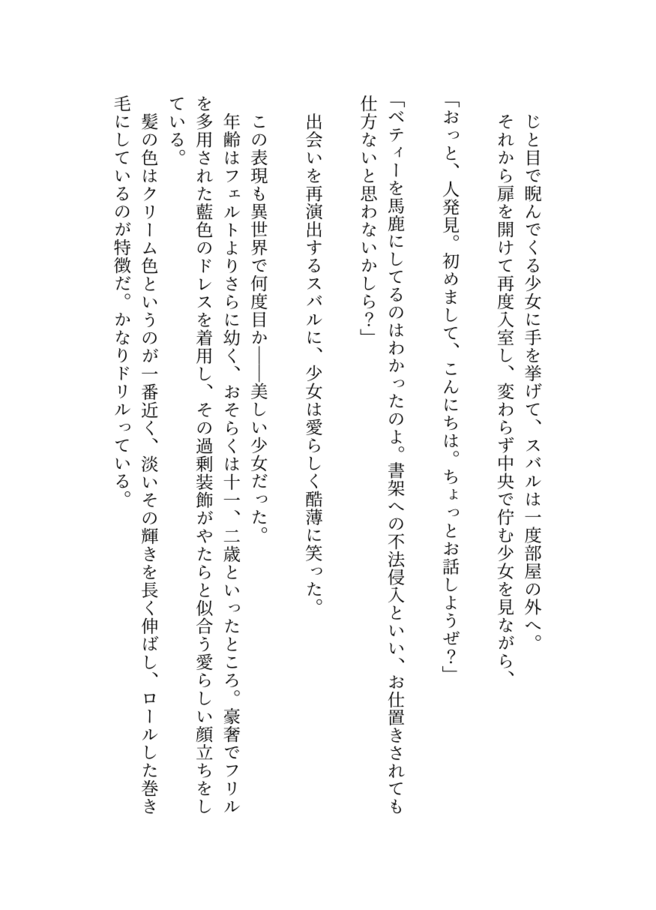 じと目で睨んでくる少女に手を挙げて、スバルは一度部屋の外へ。
それから扉を開けて再度入室し、変わらず中央で佇む少女を見ながら、
「おっと、人発見。初めまして、こんにちは。ちょっとお話しようぜ？」
「ベティーを馬鹿にしてるのはわかったのよ。書架への不法侵入といい、お仕置きされても
仕方ないと思わないかしら？」
出会いを再演出するスバルに、少女は愛らしく酷薄に笑った。
この表現も異世界で何度目か――美しい少女だった。
年齢はフェルトよりさらに幼く、おそらくは十一、二歳といったところ。豪奢でフリル
を多用された藍色のドレスを着用し、その過剰装飾がやたらと似合う愛らしい顔立ちをし
ている。
髪の色はクリーム色というのが一番近く、淡いその輝きを長く伸ばし、ロールした巻き
毛にしているのが特徴だ。かなりドリルっている。